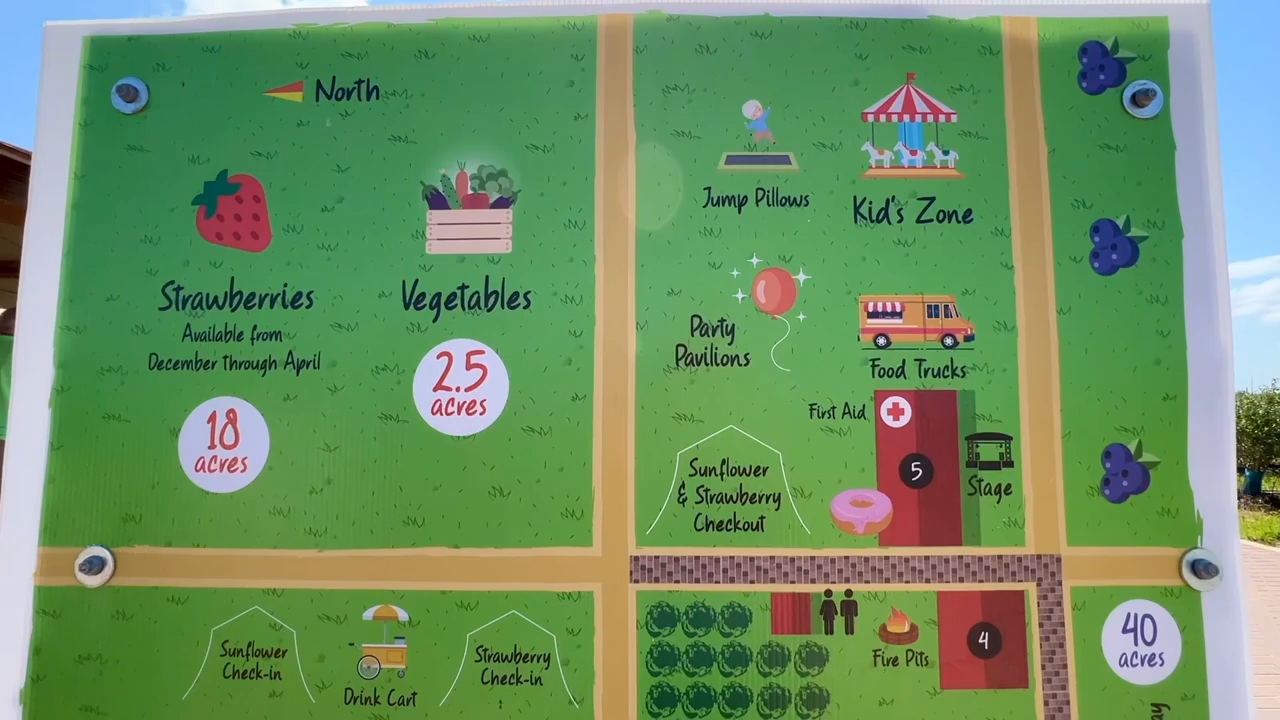 North
Strawberries
Available from
December through April
18
acres
Vegetables
2.5
acres
Jump Pillows
Kid's Zone
Party
Pavilions
Food Trucks
First Aid
5
Stage
Sunflower
& Strawberry
Checkout
Sunflower
Check-in
Drink Cart
Strawberry
Check-in
Fire Pits
4
40
acres